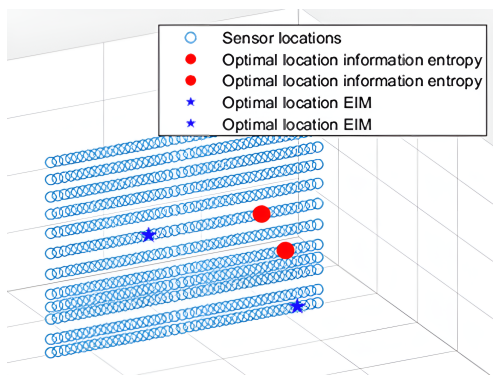 Sensor locations
Optimal location information entropy
Optimal location information entropy
Optimal location EIM
Optimal location EIM